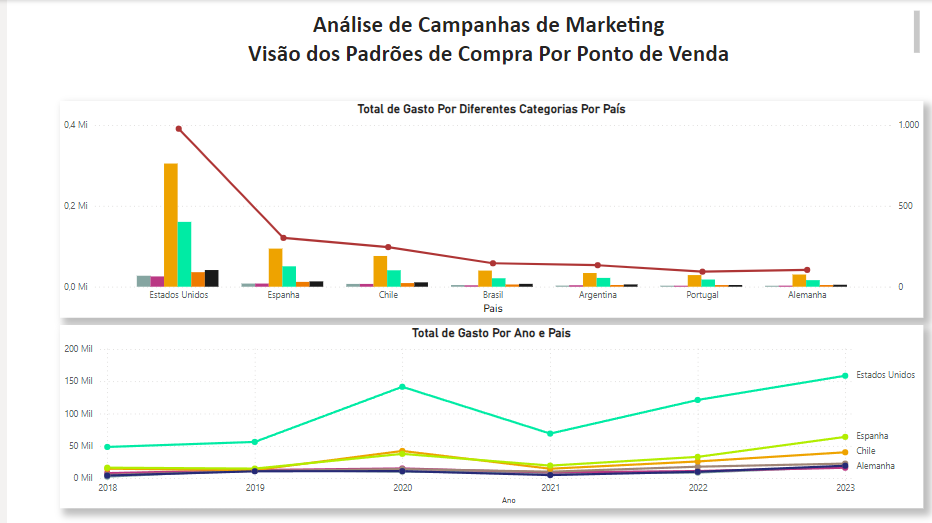 Análise de Campanhas de Marketing
Visão dos Padrões de Compra Por Ponto de Venda
Total de Gasto Por Diferentes Categorias Por País
0,4 Mi
1.000
0,2 Mi
500
0,0 Mi
0
Estados Unidos Espanha Chile Brasil Argentina Portugal Alemanha
Pais
Total de Gasto Por Ano e Pais
200 Mil
150 Mil
100 Mil
50 Mil
0 Mil
Estados Unidos
Espanha
Chile
Alemanha
2018 2019 2020 2021 2022 2023
Ano